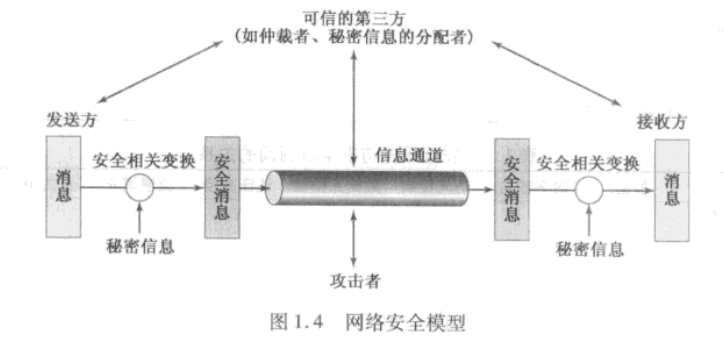 可信的第三方
(如仲裁者、秘密信息的分配者)
发送方
接收方
安全相关变换
信息通道
安全相关变换
消息
安全消息
安全消息
消息
秘密信息
秘密信息
攻击者
图 1.4 网络安全模型